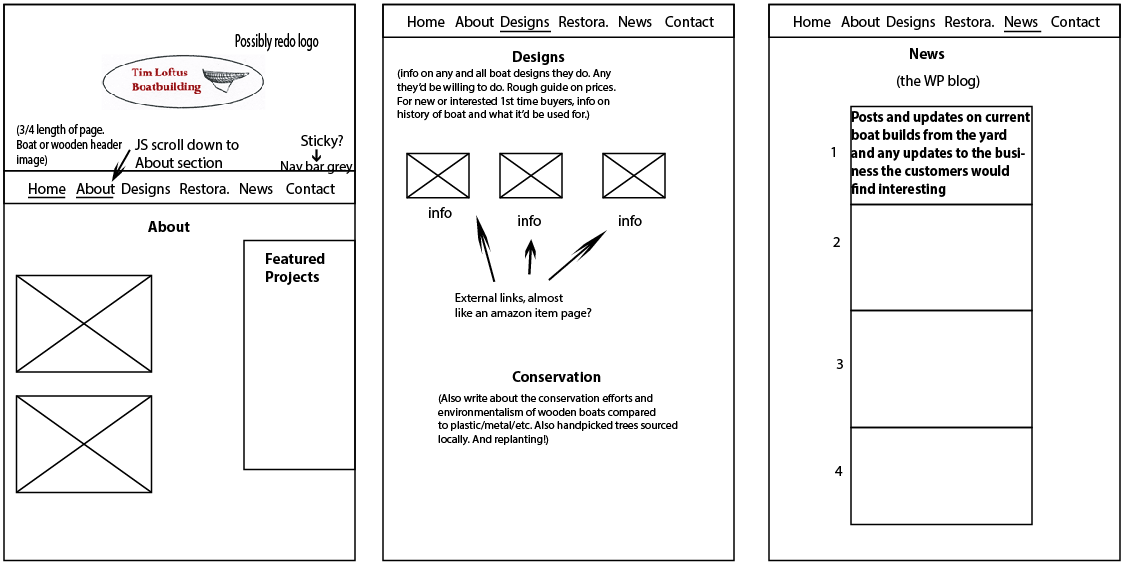 Possibly redo logo
Tim Loftus
Boatbuilding
(3/4 length of page.
Boat or wooden header
image)
JS scroll down to
About section
Sticky?
Nav bar grey
Home About Designs Restora. News Contact
About
Featured
Projects
Home About Designs Restora. News Contact
Designs
(info on any and all boat designs they do. Any
they'd be willing to do. Rough guide on prices.
For new or interested 1st time buyers, info on
history of boat and what it'd be used for.)
info
info
info
External links, almost
like an amazon item page?
Conservation
(Also write about the conservation efforts and
environmentalism of wooden boats compared
to plastic/metal/etc. Also handpicked trees sourced
locally. And replanting!)
Home About Designs Restora. News Contact
News
(the WP blog)
1
Posts and updates on current
boat builds from the yard
and any updates to the busi-
ness the customers would
find interesting
2
3
4